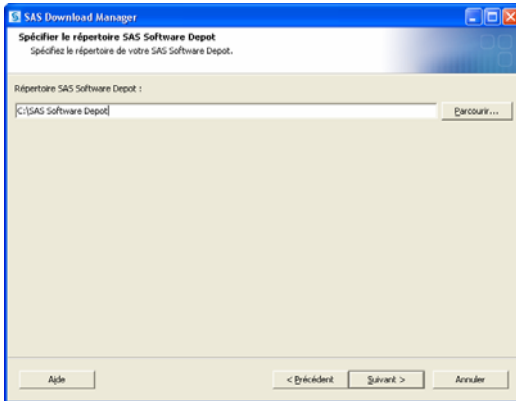 SAS Download Manager
Spécifier le répertoire SAS Software Depot
Spécifiez le répertoire de votre SAS Software Depot.
Répertoire SAS Software Depot :
C:\SAS Software Depot
Parcourir...
Aide
< Précédent
Suivant >
Annuler